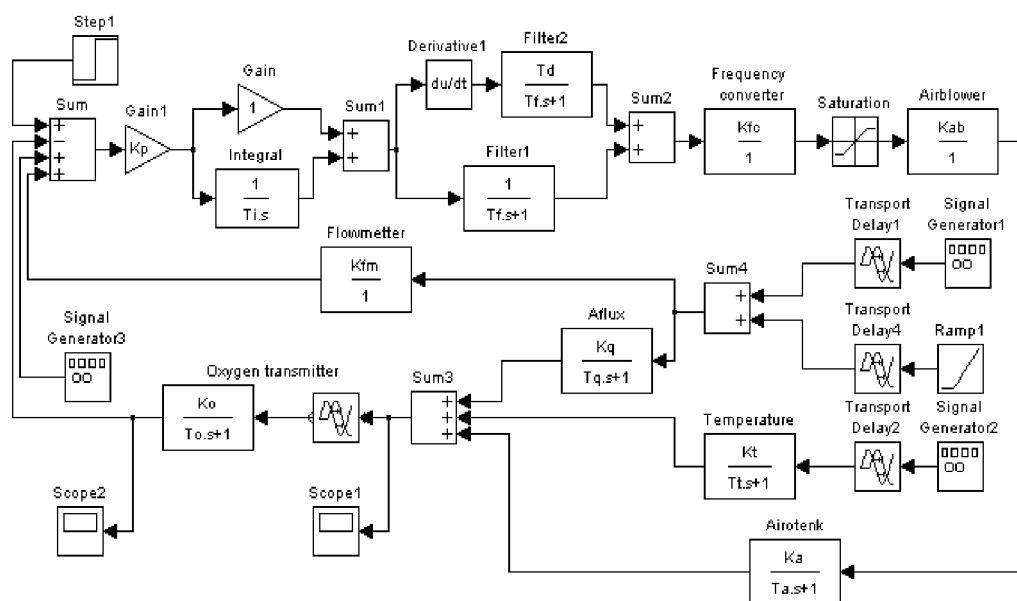 Step1
Sum
+
−
+
+
Gain1
Kp
Gain
1
Integral
1
Ti.s
Sum1
+
+
Derivative1
du/dt
Filter2
Td
Tf.s+1
Filter1
1
Tf.s+1
Sum2
+
+
Frequency
converter
Kfc
1
Saturation
Airblower
Kab
1
Flowmetter
Kfm
1
Sum4
+
+
Transport
Delay1
Signal
Generator1
Transport
Delay4
Ramp1
Aflux
Kq
Tq.s+1
Signal
Generator3
Oxygen transmitter
Ko
To.s+1
Sum3
+
+
+
Temperature
Kt
Tt.s+1
Transport
Delay2
Signal
Generator2
Scope2
Scope1
Airotenk
Ka
Ta.s+1